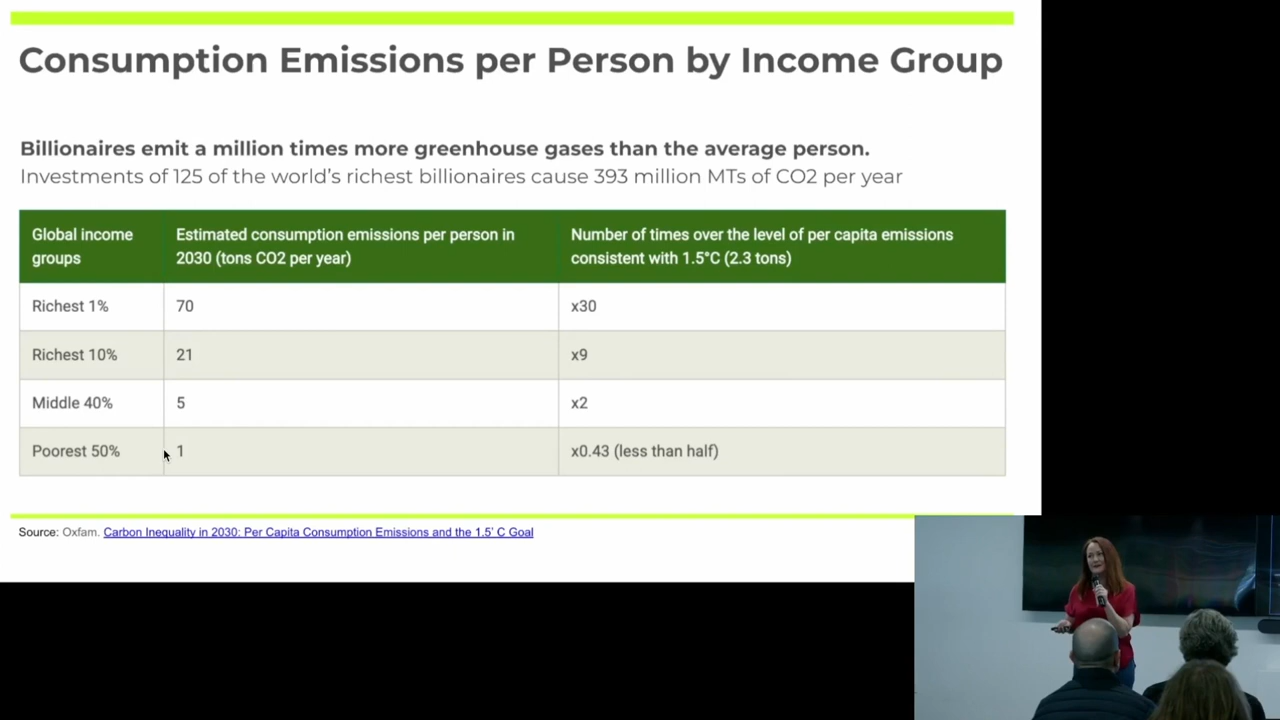 Consumption Emissions per Person by Income Group
Billionaires emit a million times more greenhouse gases than the average person.
Investments of 125 of the world's richest billionaires cause 393 million MTs of CO2 per year
Global income groups
Estimated consumption emissions per person in 2030 (tons CO2 per year)
Number of times over the level of per capita emissions consistent with 1.5°C (2.3 tons)
Richest 1% 70 x30
Richest 10% 21 x9
Middle 40% 5 x2
Poorest 50% 1 x0.43 (less than half)
Source: Oxfam. Carbon Inequality in 2030: Per Capita Consumption Emissions and the 1.5˚ C Goal